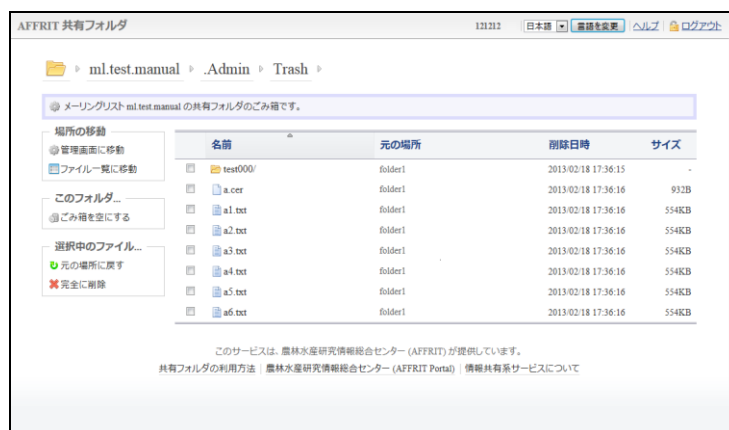 AFFRIT 共有フォルダ 121212 日本語 言語を変更 ヘルプ ログアウト
ml.test.manual .Admin Trash
メーリングリスト ml.test.manual の共有フォルダのごみ箱です。
場所の移動
管理画面に移動
ファイル一覧に移動
このフォルダ...
ごみ箱を空にする
選択中のファイル...
元の場所に戻す
完全に削除
名前 元の場所 削除日時 サイズ
test000/ folder1 2013/02/18 17:36:15 -
a.cer folder1 2013/02/18 17:36:16 932B
a1.txt folder1 2013/02/18 17:36:16 554KB
a2.txt folder1 2013/02/18 17:36:16 554KB
a3.txt folder1 2013/02/18 17:36:16 554KB
a4.txt folder1 2013/02/18 17:36:16 554KB
a5.txt folder1 2013/02/18 17:36:16 554KB
a6.txt folder1 2013/02/18 17:36:16 554KB
このサービスは、農林水産研究情報総合センター (AFFRIT) が提供しています。
共有フォルダの利用方法 | 農林水産研究情報総合センター (AFFRIT Portal) | 情報共有系サービスについて